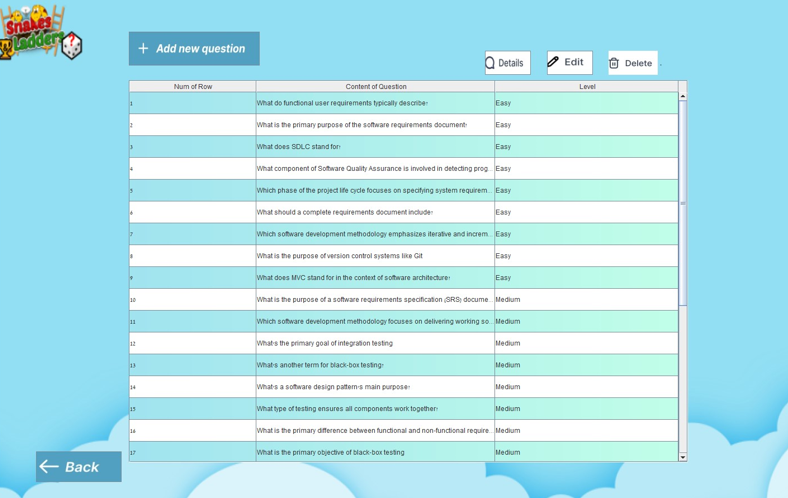 Snakes
Ladders
+ Add new question
Details
Edit
Delete
Num of Row Content of Question Level
1 What do functional user requirements typically describe? Easy
2 What is the primary purpose of the software requirements document? Easy
3 What does SDLC stand for? Easy
4 What component of Software Quality Assurance is involved in detecting prog... Easy
5 Which phase of the project life cycle focuses on specifying system requirem... Easy
6 What should a complete requirements document include? Easy
7 Which software development methodology emphasizes iterative and increm... Easy
8 What is the purpose of version control systems like Git Easy
9 What does MVC stand for in the context of software architecture? Easy
10 What is the purpose of a software requirements specification (SRS) docume... Medium
11 Which software development methodology focuses on delivering working so... Medium
12 What's the primary goal of integration testing Medium
13 What's another term for black-box testing? Medium
14 What's a software design pattern's main purpose? Medium
15 What type of testing ensures all components work together? Medium
16 What is the primary difference between functional and non-functional require... Medium
17 What is the primary objective of black-box testing Medium
← Back